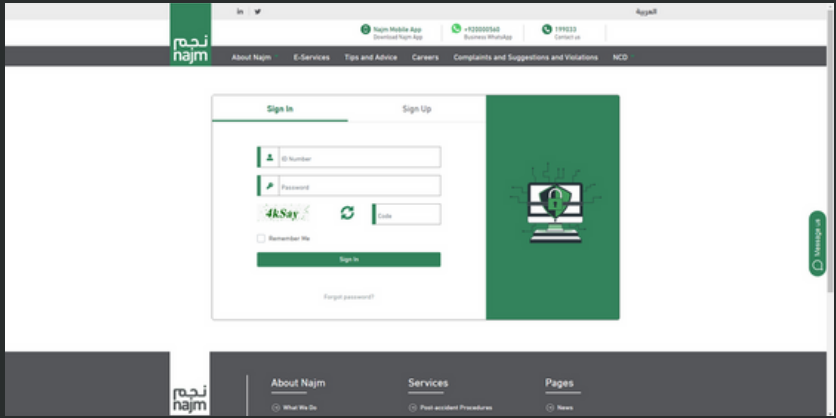 in
العربية
Najm Mobile App
Download Najm App
+920000560
Business WhatsApp
199033
Contact us
نجم
najm
About Najm E-Services Tips and Advice Careers Complaints and Suggestions and Violations NCD
Sign In Sign Up
ID Number
Password
4kSay
Code
Remember Me
Sign In
Forgot password?
Message us
نجم
najm
About Najm Services Pages
What We Do Post-accident Procedures News